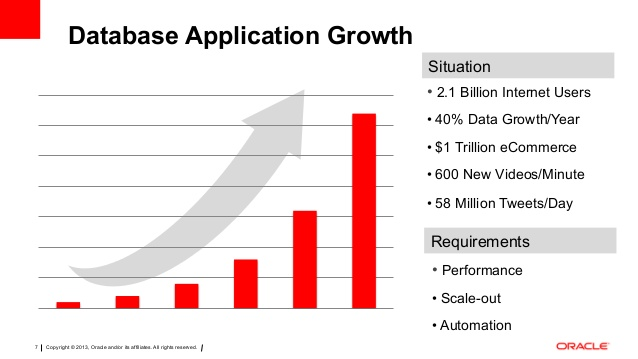 Database Application Growth
Situation
• 2.1 Billion Internet Users
• 40% Data Growth/Year
• $1 Trillion eCommerce
• 600 New Videos/Minute
• 58 Million Tweets/Day
Requirements
• Performance
• Scale-out
• Automation
7 | Copyright © 2013, Oracle and/or its affiliates. All rights reserved. |
ORACLE